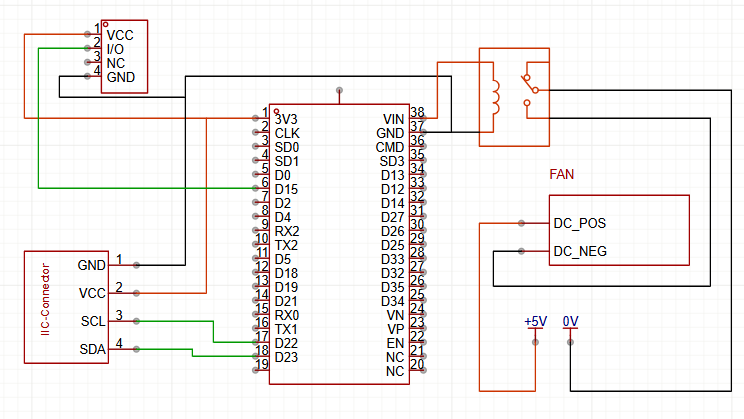 1 VCC
2 I/O
3 NC
4 GND
1 3V3
2 CLK
3 SD0
4 SD1
5 D0
6 D15
7 D2
8 D4
9 RX2
10 TX2
11 D5
12 D18
13 D19
14 D21
15 RX0
16 TX1
17 D22
18 D23
19
VIN 38
GND 37
CMD 36
SD3 35
D13 34
D12 33
D14 32
D27 31
D26 30
D25 29
D33 28
D32 27
D35 26
D34 25
VN 24
VP 23
EN 22
NC 21
NC 20
FAN
DC_POS
DC_NEG
+5V 0V
IIC-Connector
GND 1
VCC 2
SCL 3
SDA 4